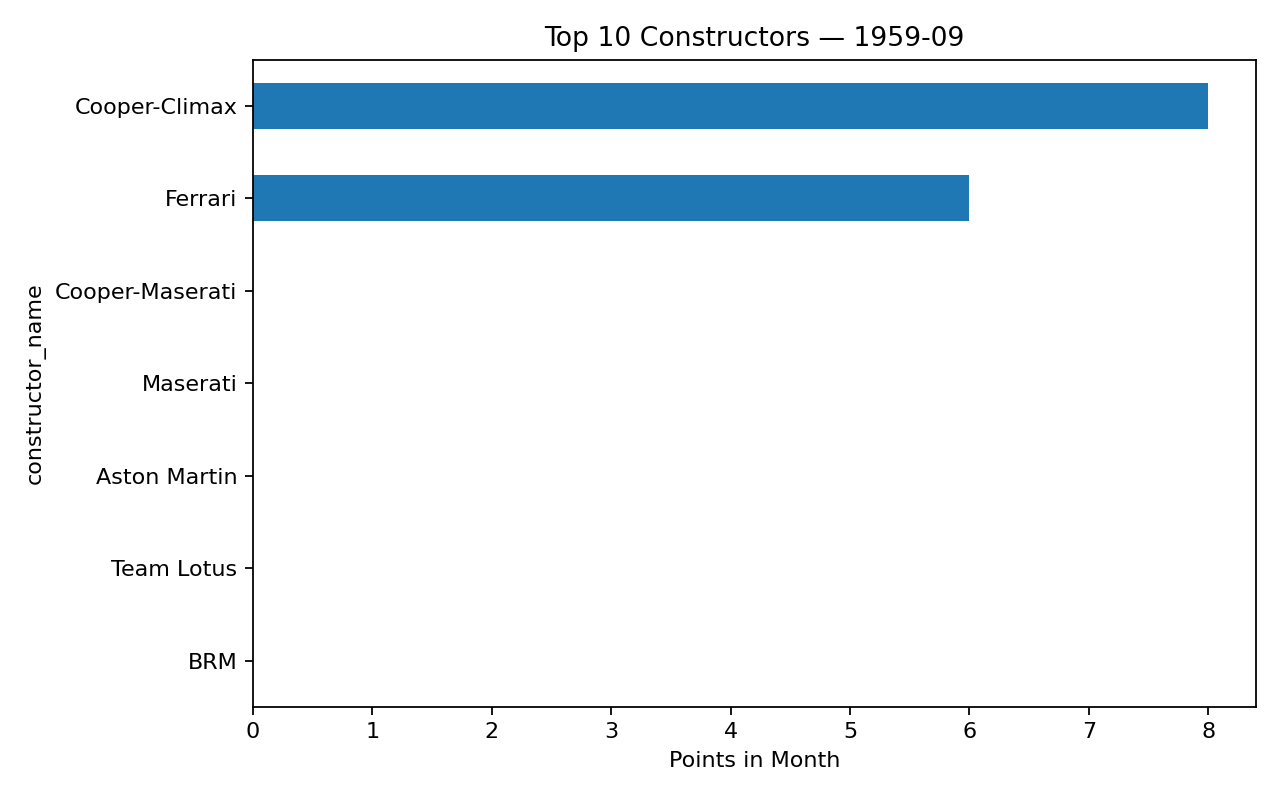 Top 10 Constructors — 1959-09
constructor_name
Cooper-Climax
Ferrari
Cooper-Maserati
Maserati
Aston Martin
Team Lotus
BRM
0 1 2 3 4 5 6 7 8
Points in Month